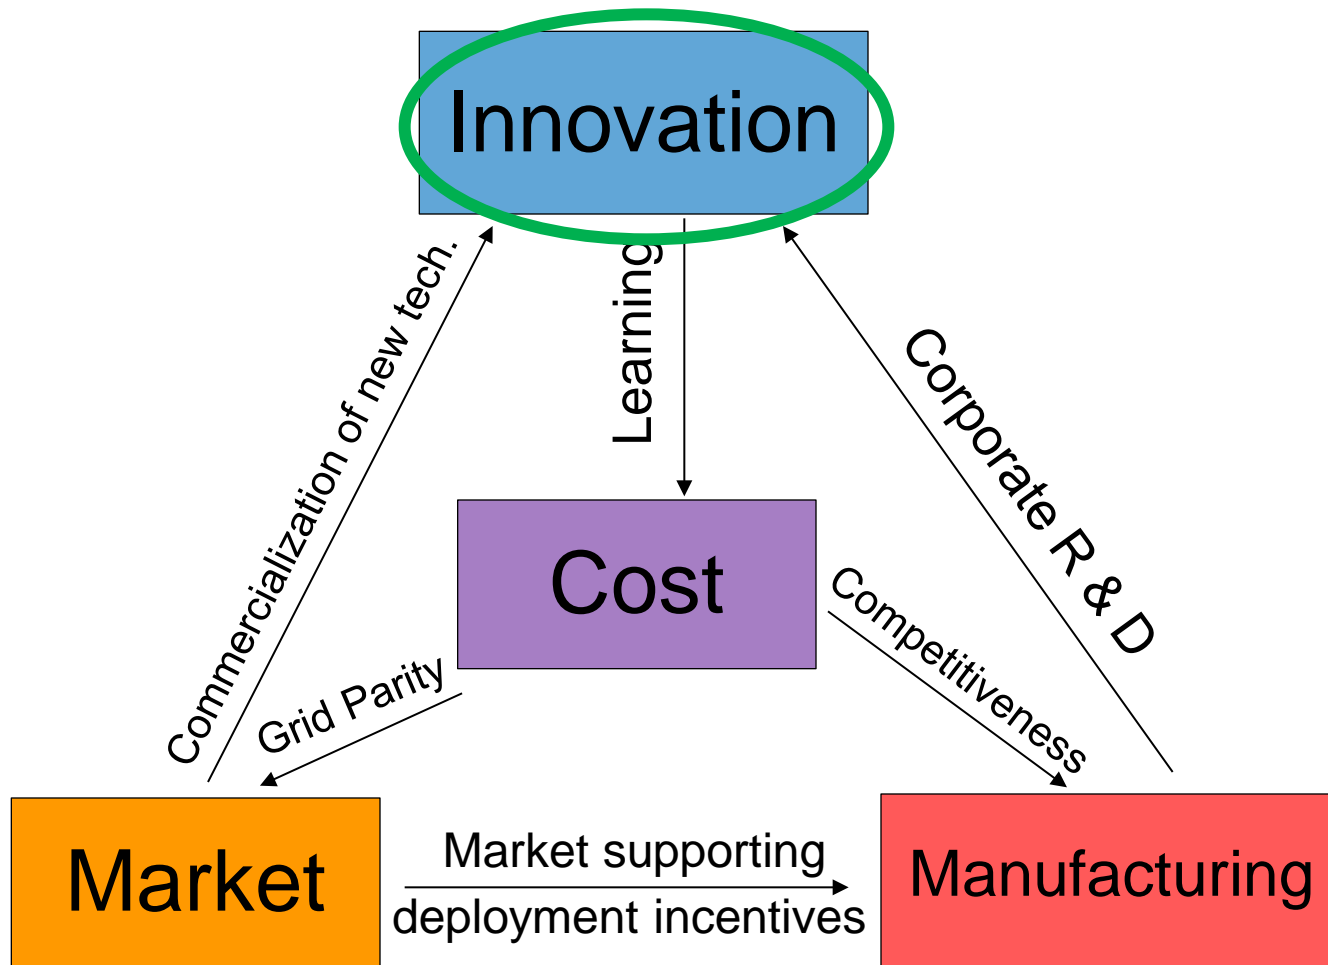 Innovation
Commercialization of new tech.
Learning
Corporate R & D
Cost
Grid Parity
Competitiveness
Market
Market supporting
deployment incentives
Manufacturing